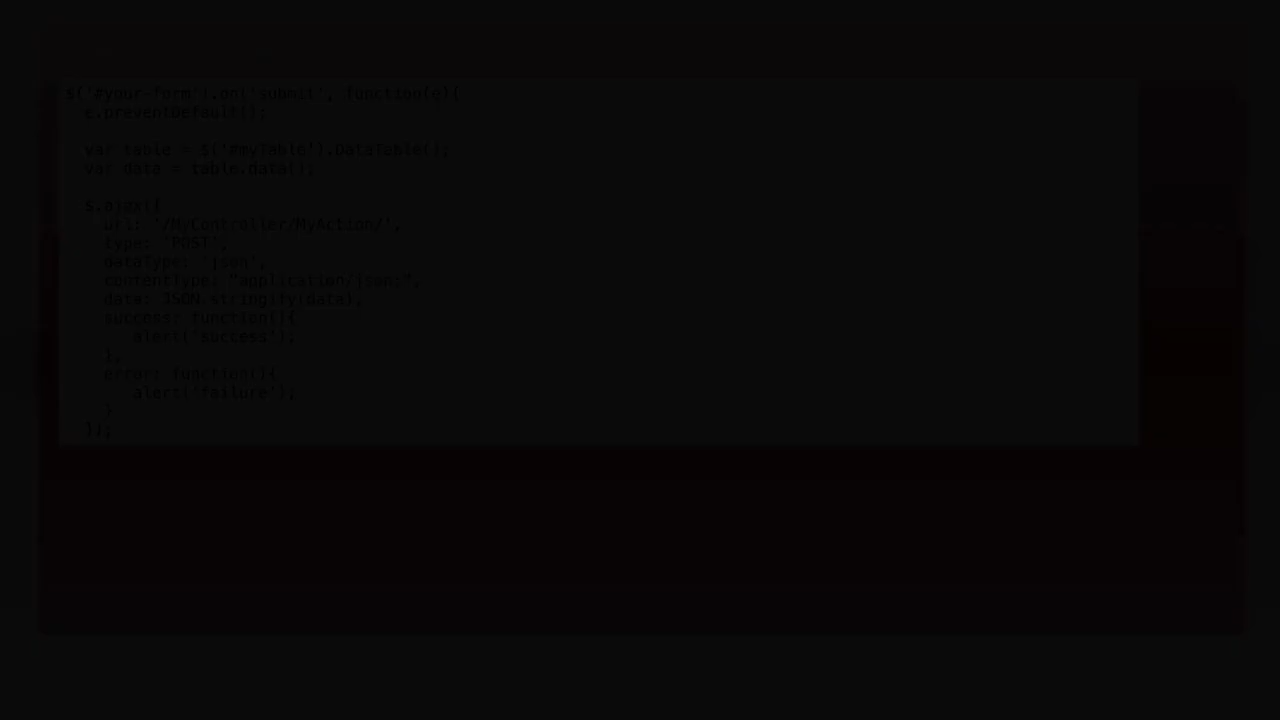 $('#your-form').on('submit', function(e){
e.preventDefault();
var table = $('#myTable').DataTable();
var data = table.data();
$.ajax({
url: '/MyController/MyAction/',
type: 'POST',
dataType: 'json',
contentType: "application/json;",
data: JSON.stringify(data),
success: function(){
alert('success');
},
error: function(){
alert('failure');
}
});